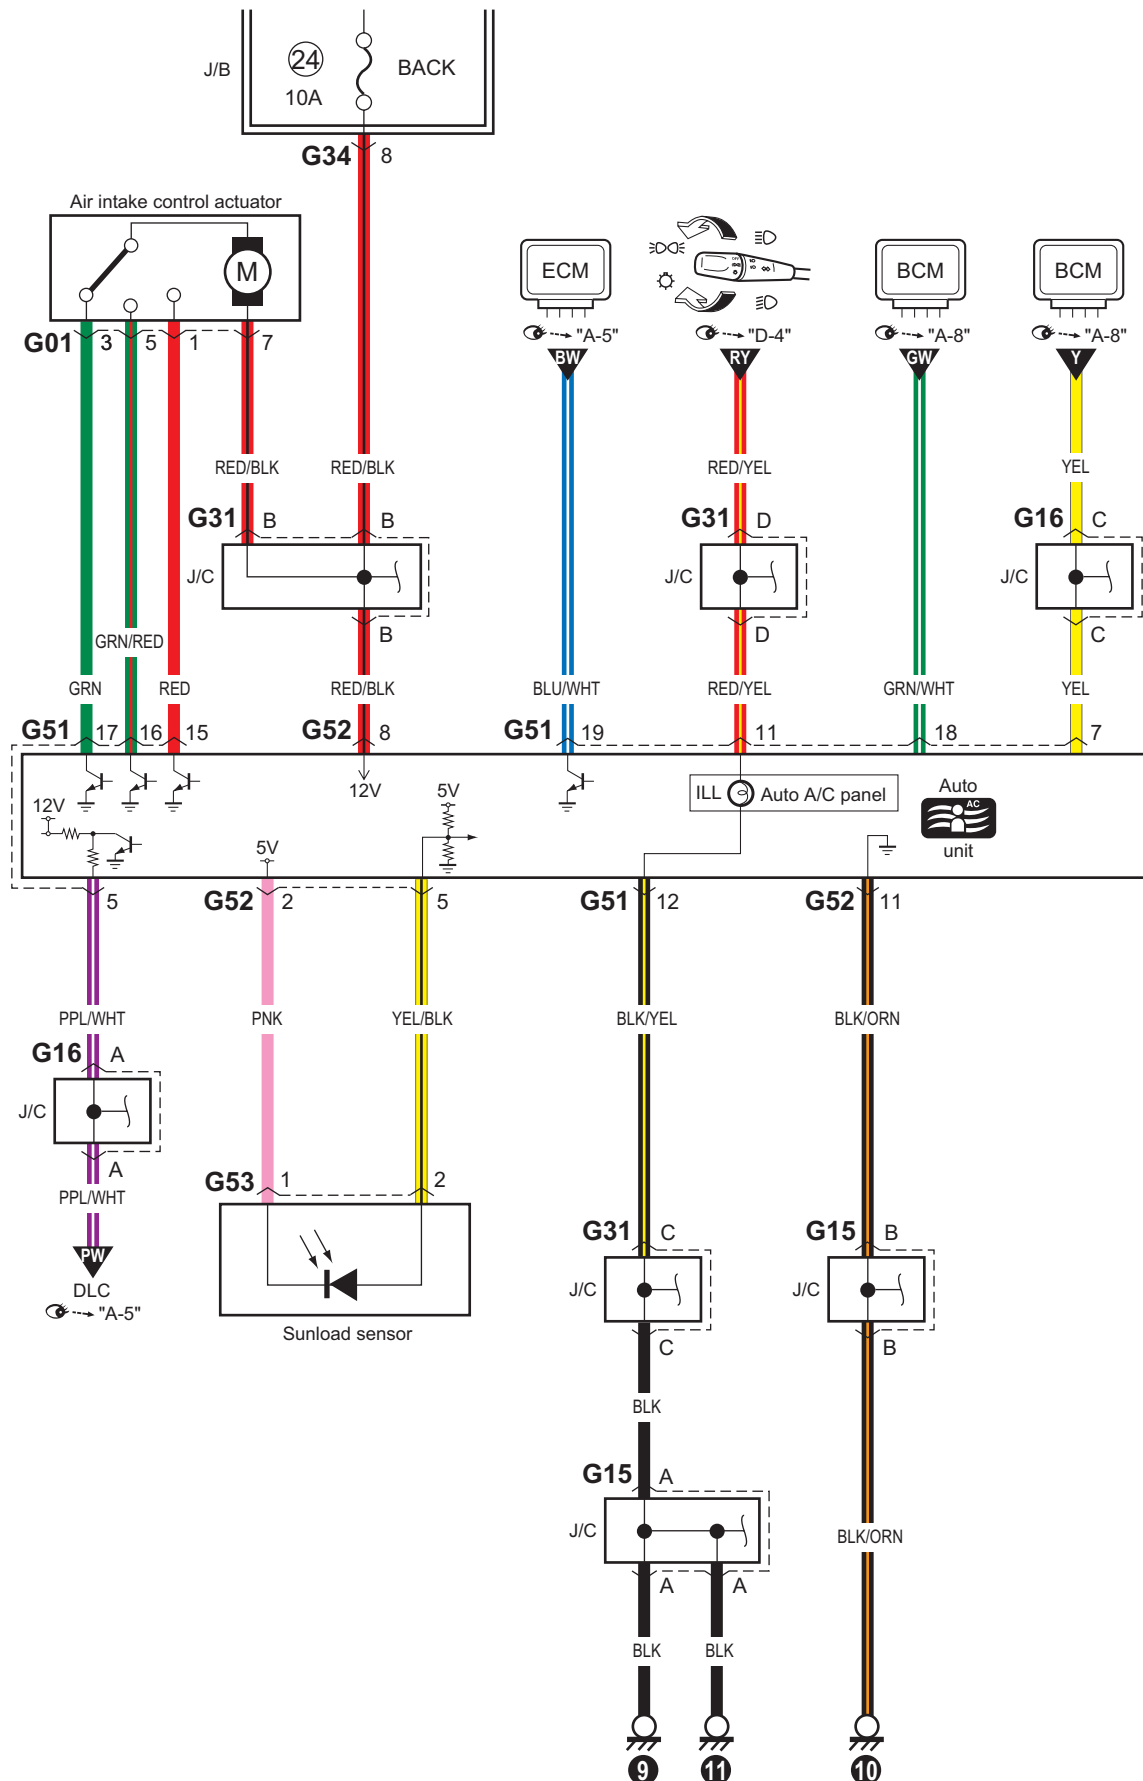 J/B
24
10A
BACK
G34 8
Air intake control actuator
M
ECM
BCM
BCM
"A-5"
"D-4"
"A-8"
"A-8"
G01 3 5 1 7
BW
RY
GW
Y
RED/BLK
RED/BLK
RED/YEL
YEL
G31 B B
G31 D
G16 C
J/C
J/C
J/C
B
D
C
GRN/RED
GRN
RED
RED/BLK
BLU/WHT
RED/YEL
GRN/WHT
YEL
G51 17 16 15
G52 8
G51 19 11 18 7
12V
12V
5V
5V
ILL
Auto A/C panel
Auto
AC
unit
5
G52 2 5
G51 12
G52 11
PPL/WHT
PNK
YEL/BLK
BLK/YEL
BLK/ORN
G16 A
J/C
A
PPL/WHT
PW
DLC
"A-5"
G53 1 2
Sunload sensor
G31 C
J/C
C
G15 B
J/C
B
BLK
G15 A
J/C
A A
BLK/ORN
BLK
BLK
9
11
10